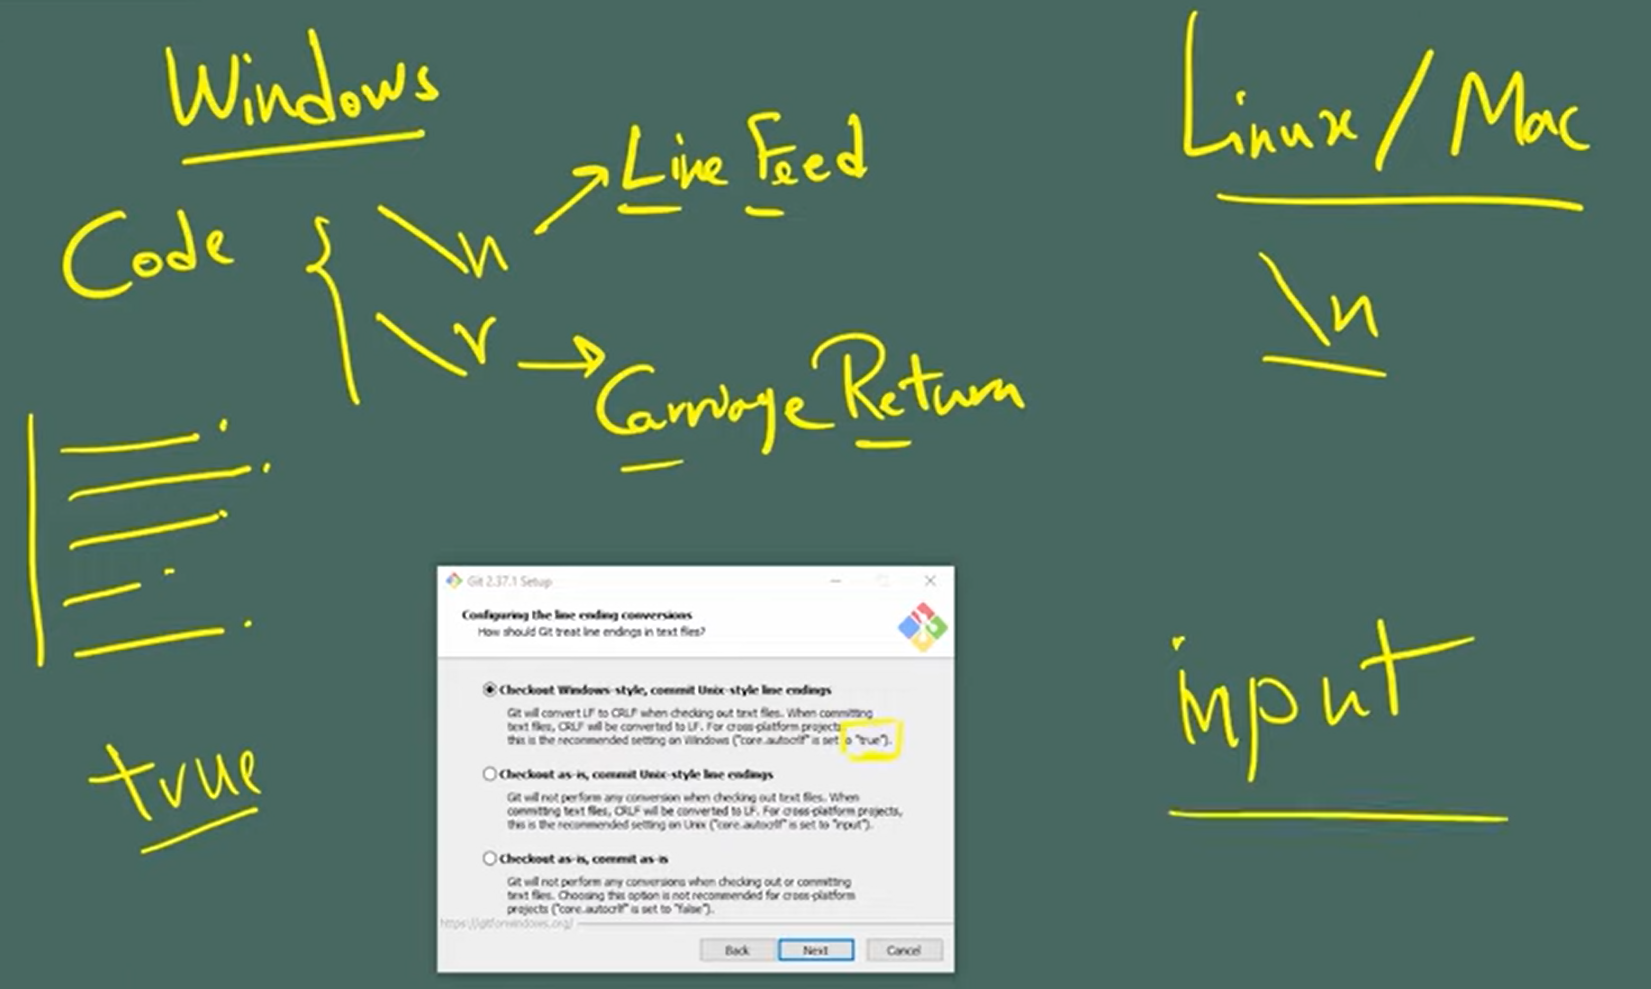 Windows
Linux / Mac
Line Feed
Code { \n
\n
\r
Carriage Return
true
input
Git 2.37.1 Setup
Configuring the line ending conversions
How should Git treat line endings in text files?
Checkout Windows-style, commit Unix-style line endings
Git will convert LF to CRLF when checking out text files. When committing
text files, CRLF will be converted to LF. For cross-platform projects
this is the recommended setting on Windows ("core.autocrlf" is set to "true").
Checkout as-is, commit Unix-style line endings
Git will not perform any conversion when checking out text files. When
committing text files, CRLF will be converted to LF. For cross-platform projects,
this is the recommended setting on Unix ("core.autocrlf" is set to "input").
Checkout as-is, commit as-is
Git will not perform any conversions when checking out or committing
text files. Choosing this option is not recommended for cross-platform
projects ("core.autocrlf" is set to "false").
https://gitforwindows.org/
Back
Next
Cancel